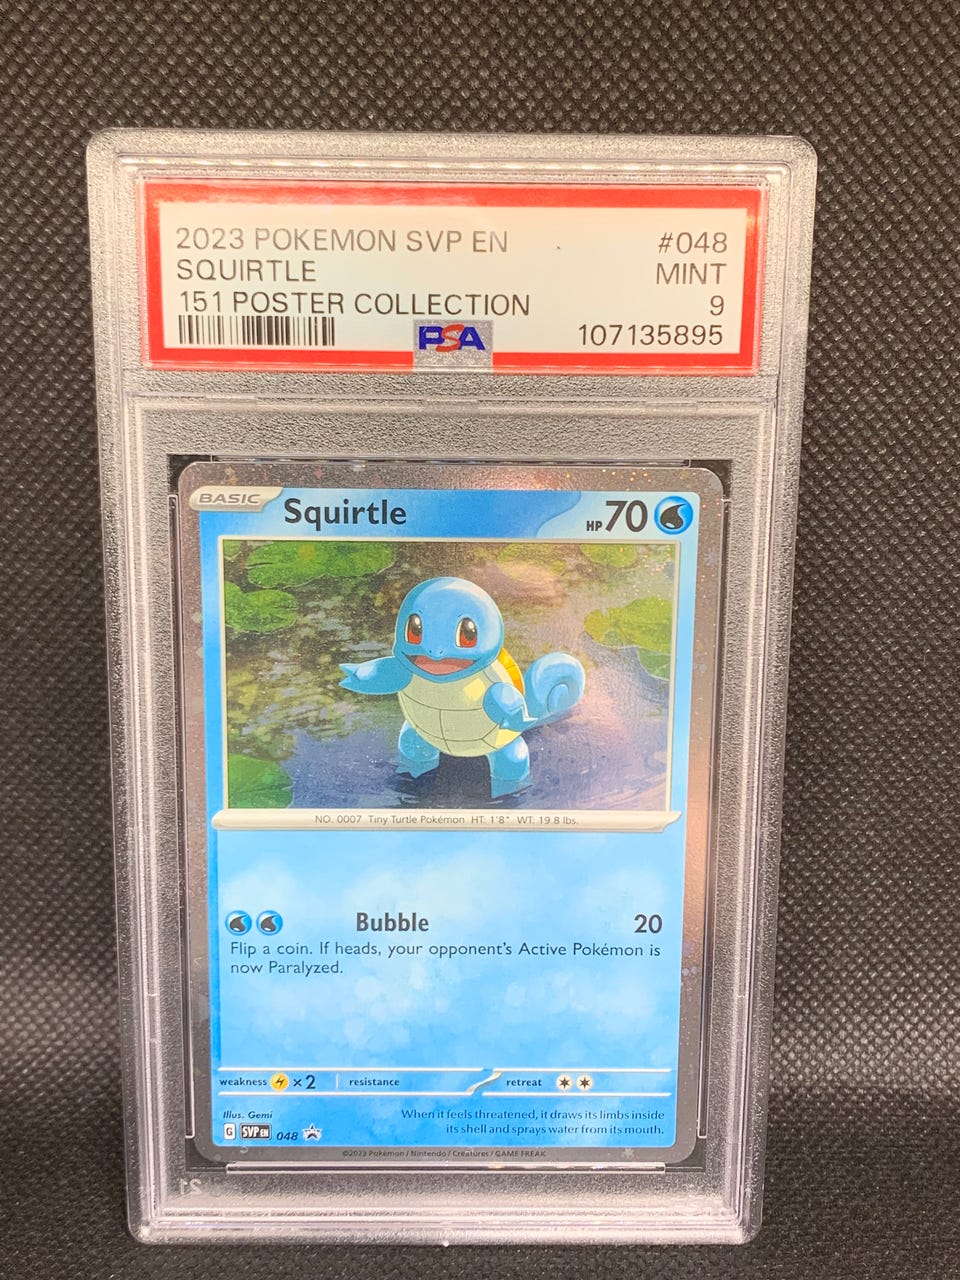 2023 POKEMON SVP EN #048
SQUIRTLE MINT
151 POSTER COLLECTION 9
PSA 107135895
BASIC Squirtle HP 70
NO. 0007 Tiny Turtle Pokémon HT: 1'8" WT: 19.8 lbs.
Bubble 20
Flip a coin. If heads, your opponent's Active Pokémon is
now Paralyzed.
weakness ×2 resistance retreat
Illus. Gemi
When it feels threatened, it draws its limbs inside
its shell and sprays water from its mouth.
G SVP EN 048
©2023 Pokémon / Nintendo / Creatures / GAME FREAK